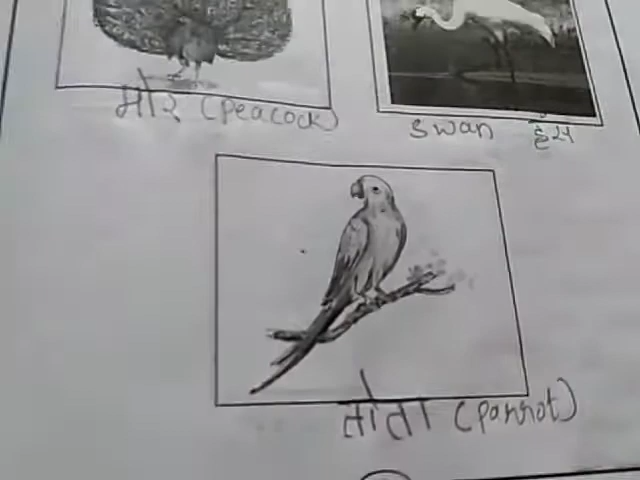 मोर (Peacock)
swan हंस
तोता (parrot)